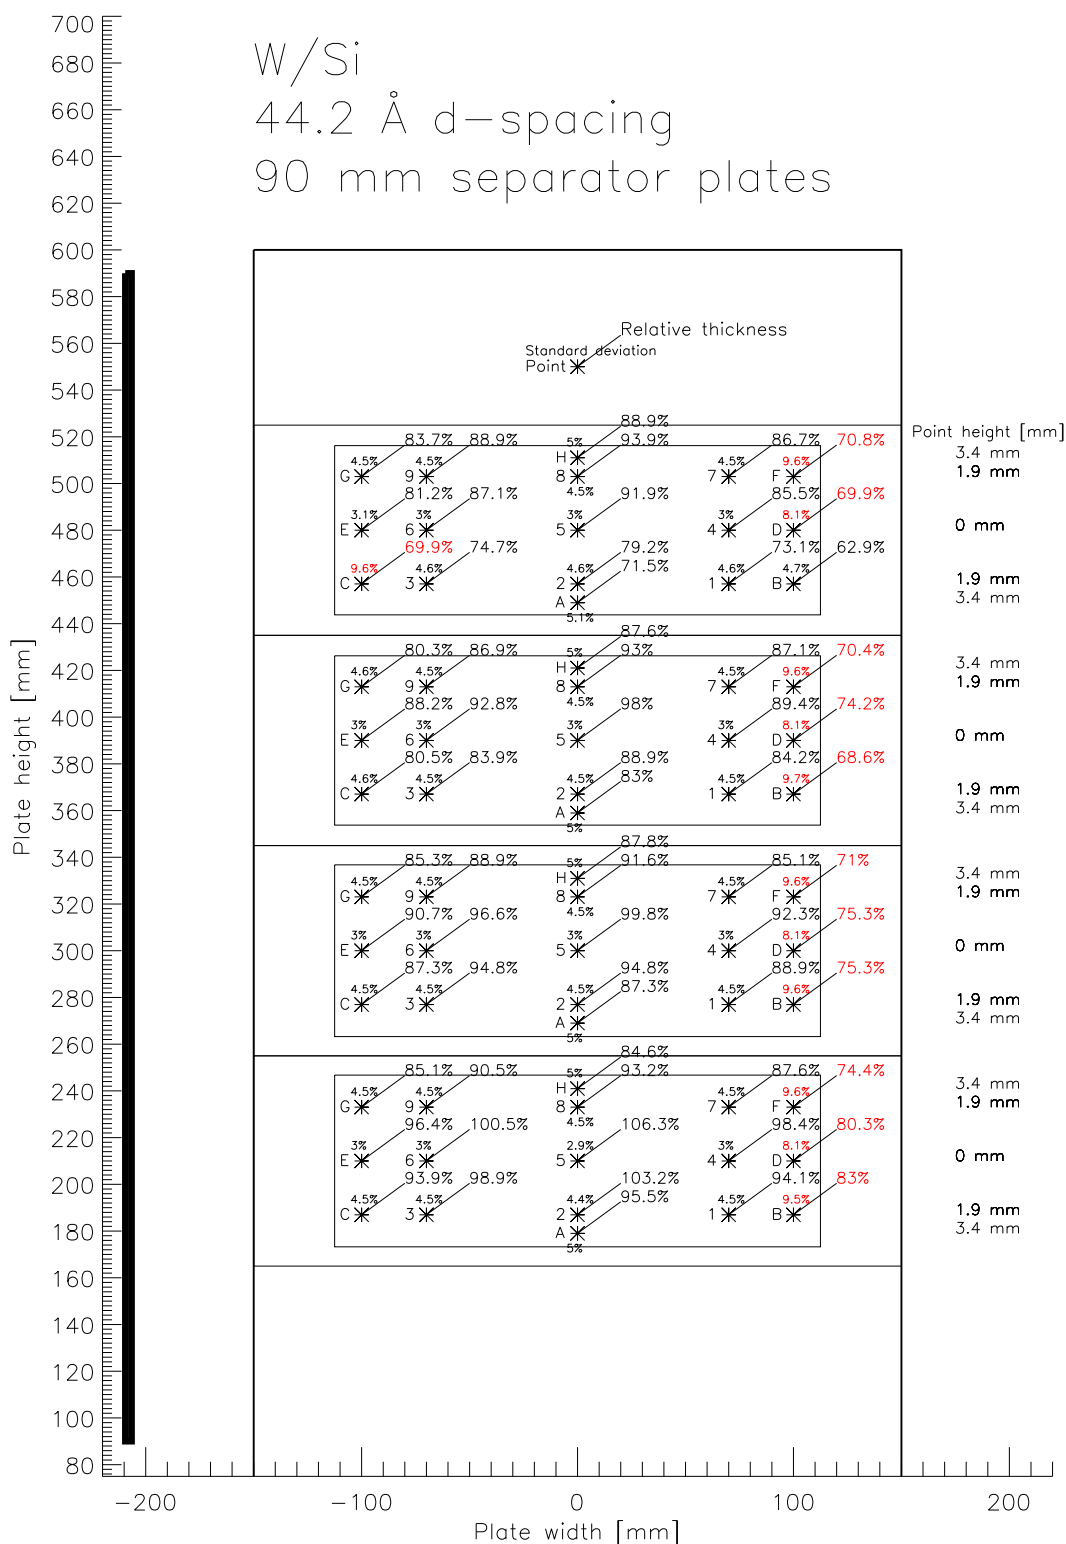 700
W/Si
680
44.2 Å d-spacing
660
640
90 mm separator plates
620
600
580
560
Relative thickness
Standard deviation
Point
540
520
88.9%
Point height [mm]
83.7% 88.9% 5% 93.9% 86.7% 70.8%
3.4 mm
4.5% 4.5% H 4.5% 9.6%
1.9 mm
G 9 8 7 F
500
4.5%
81.2% 87.1% 91.9% 85.5% 69.9%
3.1% 3% 3% 3% 8.1%
480 E 6 5 4 D 0 mm
69.9% 74.7% 79.2% 73.1% 62.9%
9.6% 4.6% 4.6% 71.5% 4.6% 4.7%
460 C 3 2 1 B 1.9 mm
A 3.4 mm
5.1%
440
87.6%
80.3% 86.9% 5% 93% 87.1% 70.4%
420 H 3.4 mm
4.6% 4.5% 4.5% 9.6%
G 9 8 7 F 1.9 mm
4.5%
88.2% 92.8% 98% 89.4% 74.2%
400
3% 3% 3% 3% 8.1%
E 6 5 4 D 0 mm
80.5% 83.9% 88.9% 84.2% 68.6%
380
4.6% 4.5% 4.5% 83% 4.5% 9.7%
C 3 2 1 B 1.9 mm
360 A 3.4 mm
5%
87.8%
340
85.3% 88.9% 5% 91.6% 85.1% 71%
H 3.4 mm
4.5% 4.5% 4.5% 9.6%
G 9 8 7 F 1.9 mm
320
4.5%
90.7% 96.6% 99.8% 92.3% 75.3%
3% 3% 3% 3% 8.1%
300 E 6 5 4 D 0 mm
87.3% 94.8% 94.8% 88.9% 75.3%
4.5% 4.5% 4.5% 87.3% 4.5% 9.6%
280 C 3 2 1 B 1.9 mm
A 3.4 mm
5%
260
84.6%
85.1% 90.5% 5% 93.2% 87.6% 74.4%
H 3.4 mm
240
4.5% 4.5% 4.5% 9.6%
G 9 8 7 F 1.9 mm
4.5%
96.4% 100.5% 106.3% 98.4% 80.3%
220
3% 3% 2.9% 3% 8.1%
E 6 5 4 D 0 mm
93.9% 98.9% 103.2% 94.1% 83%
200
4.5% 4.5% 4.4% 95.5% 4.5% 9.5%
C 3 2 1 B 1.9 mm
180 A 3.4 mm
5%
160
140
120
100
80
Plate height [mm]
-200 -100 0 100 200
Plate width [mm]